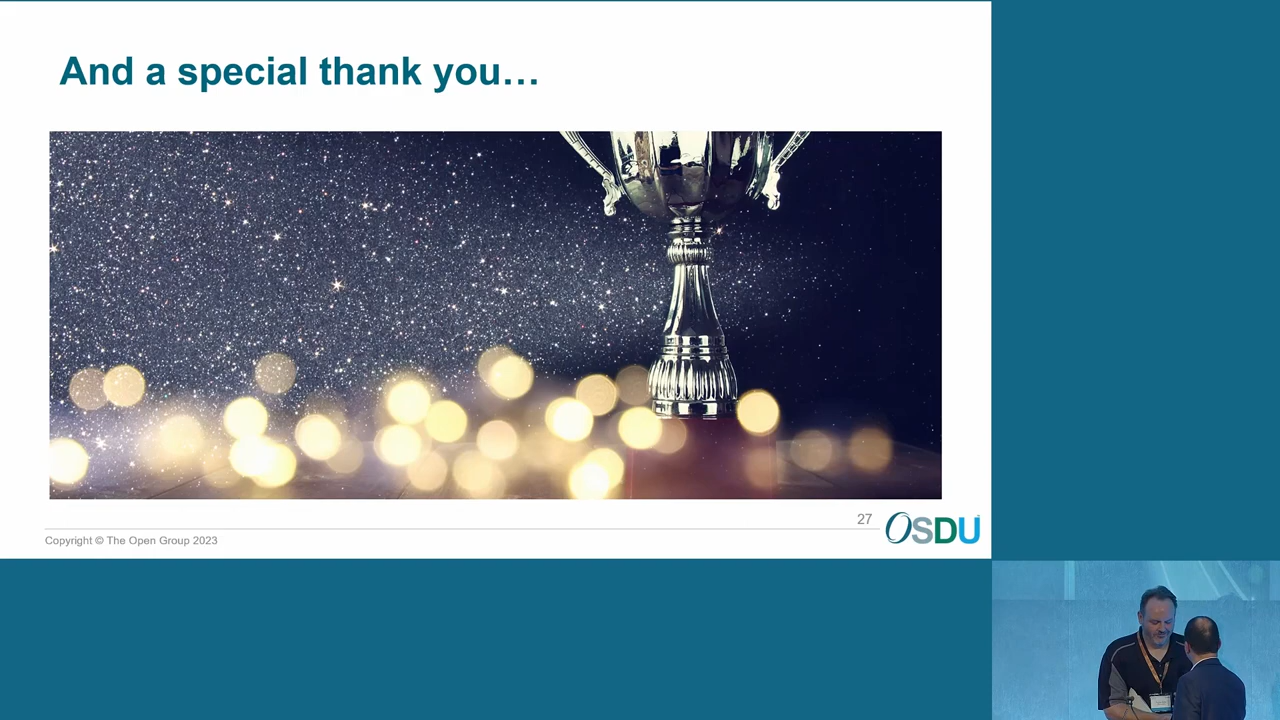 And a special thank you…
27
OSDU
Copyright © The Open Group 2023